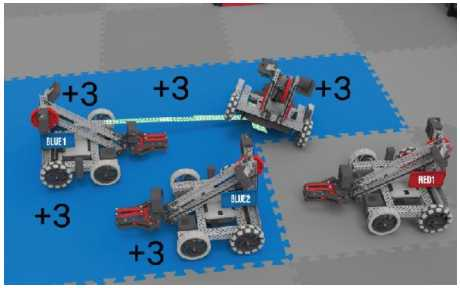 +3 +3 +3
BLUE1
BLUE2
RED1
+3
+3